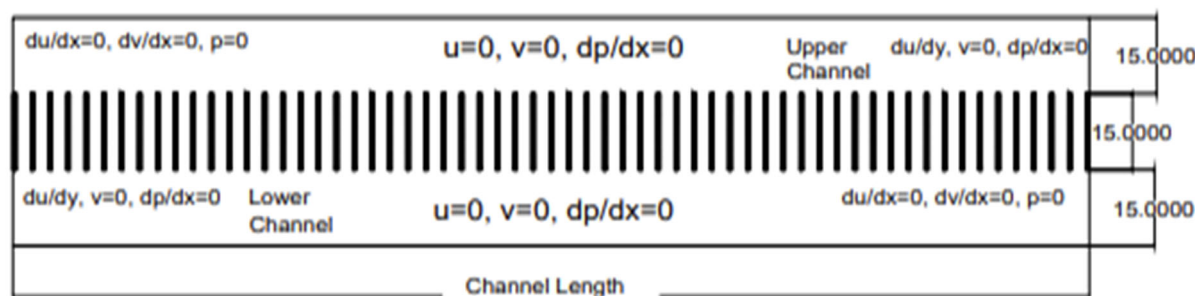 du/dx=0, dv/dx=0, p=0
u=0, v=0, dp/dx=0
Upper
Channel
du/dy, v=0, dp/dx=0
15.0000
15.0000
du/dy, v=0, dp/dx=0
Lower
Channel
u=0, v=0, dp/dx=0
du/dx=0, dv/dx=0, p=0
15.0000
Channel Length